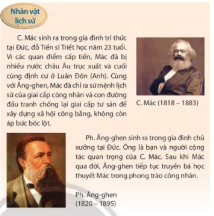 Nhân vật
lịch sử
C. Mác sinh ra trong gia đình trí thức
tại Đức, đỗ Tiến sĩ Triết học năm 23 tuổi.
Vì các quan điểm cấp tiến, Mác đã bị
nhiều nước châu Âu trục xuất và cuối
cùng định cư ở Luân Đôn (Anh). Cùng
với Ăng-ghen, Mác đã chỉ ra sứ mệnh lịch
sử của giai cấp công nhân và con đường
đấu tranh chống lại giai cấp tư sản để
xây dựng xã hội công bằng, không còn
áp bức bóc lột.
C. Mác (1818 – 1883)
Ph. Ăng-ghen sinh ra trong gia đình chủ
xưởng tại Đức. Ông là bạn và người cộng
tác quan trọng của C. Mác. Sau khi Mác
qua đời, Ăng-ghen tiếp tục truyền bá học
thuyết Mác trong phong trào công nhân.
Ph. Ăng-ghen
(1820 – 1895)